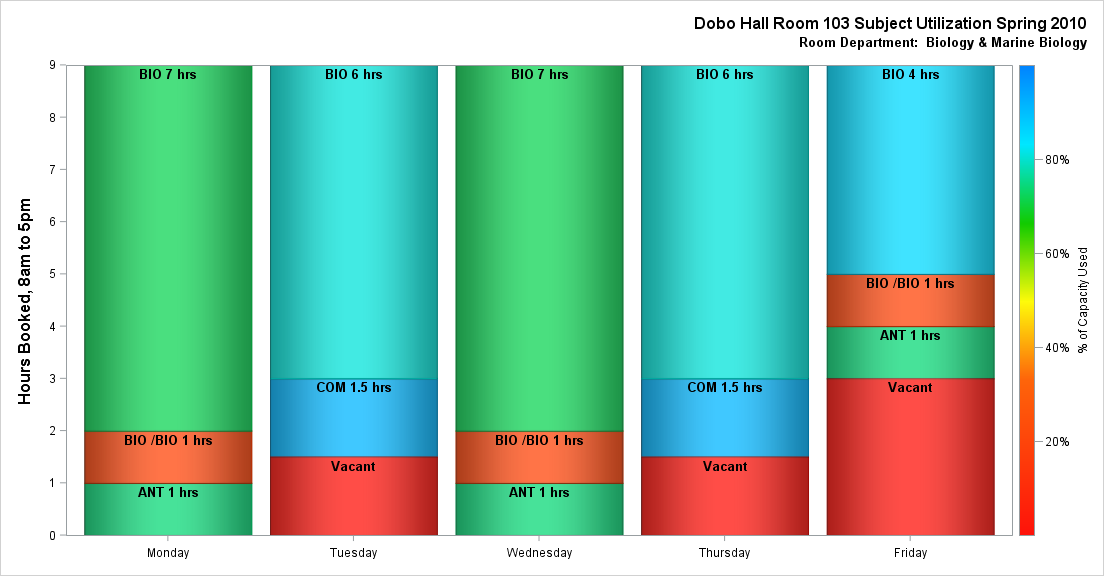 Dobo Hall Room 103 Subject Utilization Spring 2010
Room Department:  Biology & Marine Biology
Hours Booked, 8am to 5pm
9
8
7
6
5
4
3
2
1
0
BIO 7 hrs
BIO /BIO 1 hrs
ANT 1 hrs
BIO 6 hrs
COM 1.5 hrs
Vacant
BIO 7 hrs
BIO /BIO 1 hrs
ANT 1 hrs
BIO 6 hrs
COM 1.5 hrs
Vacant
BIO 4 hrs
BIO /BIO 1 hrs
ANT 1 hrs
Vacant
Monday
Tuesday
Wednesday
Thursday
Friday
80%
60%
40%
20%
% of Capacity Used